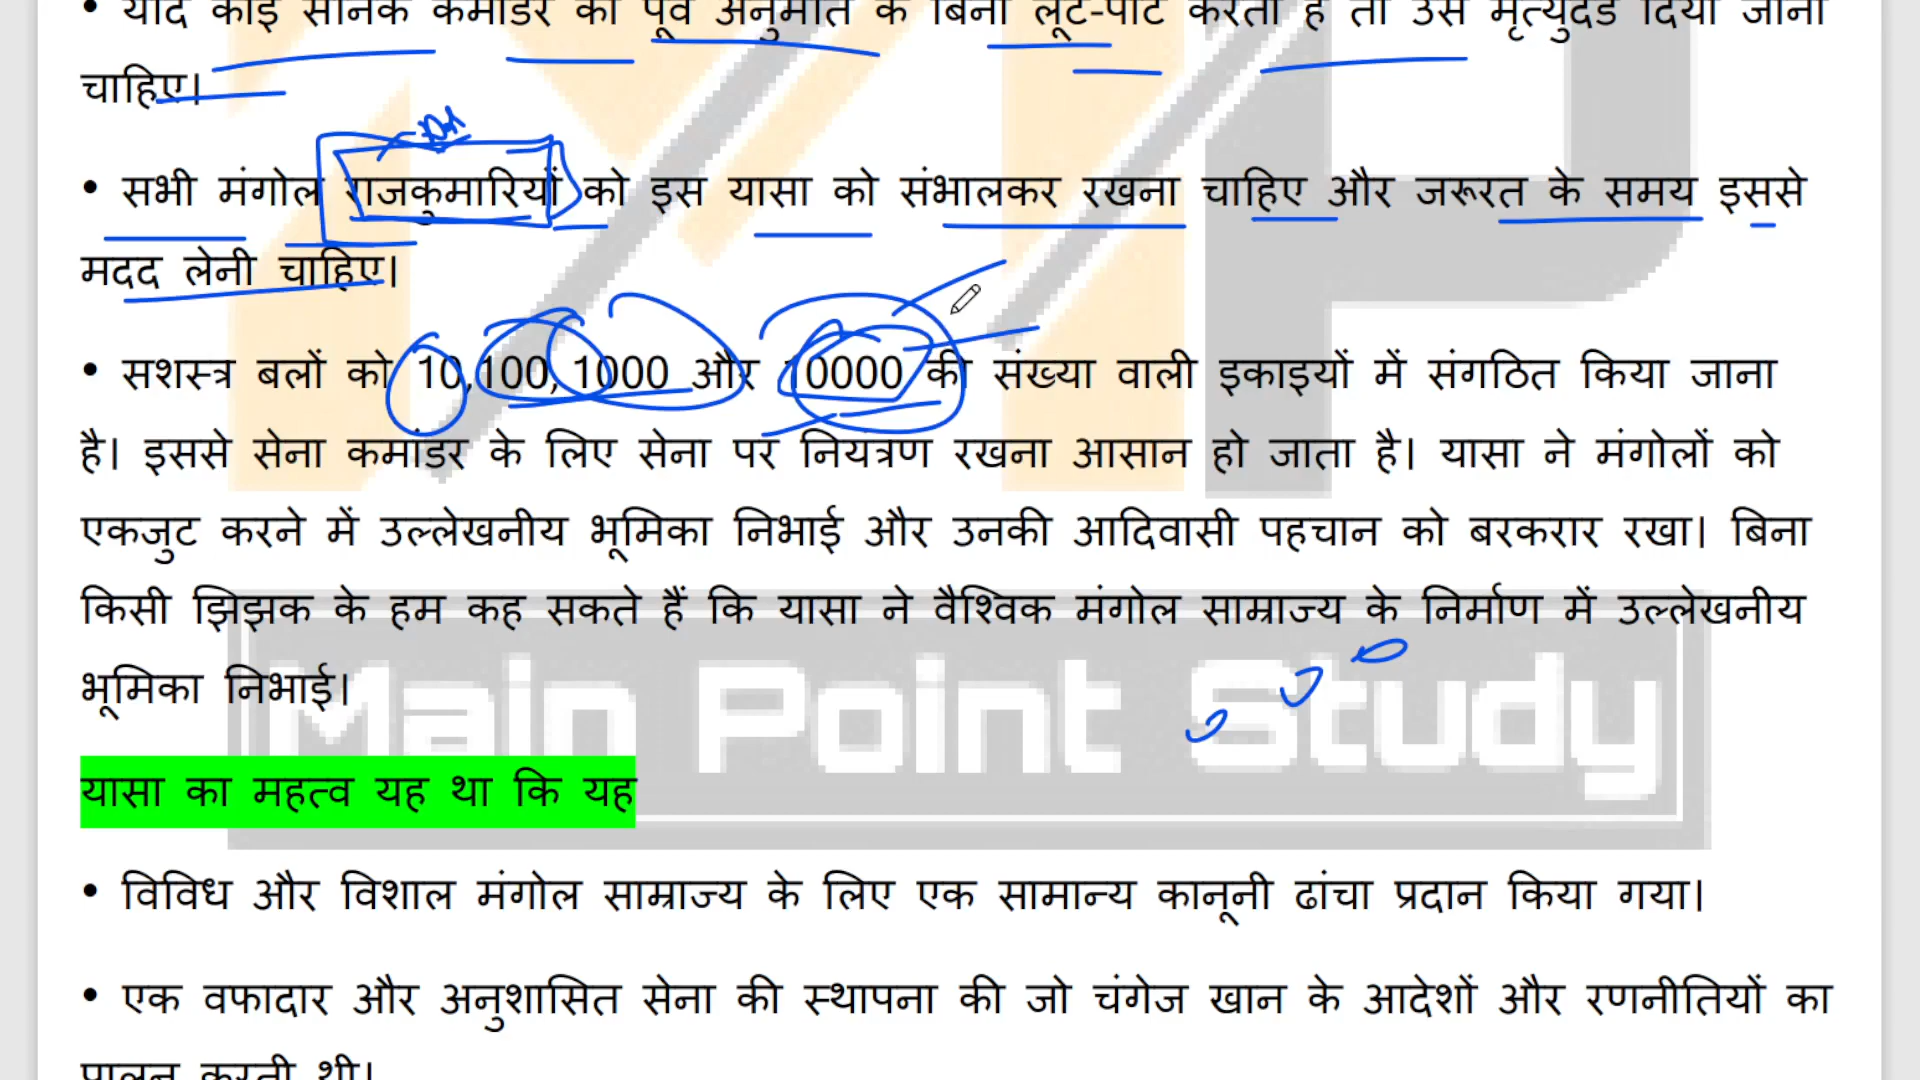 • यदि कोई सैनिक कमांडर की पूर्व अनुमति के बिना लूट-पाट करता है तो उसे मृत्युदंड दिया जाना
चाहिए।
• सभी मंगोल राजकुमारियों को इस यासा को संभालकर रखना चाहिए और जरूरत के समय इससे
मदद लेनी चाहिए।
• सशस्त्र बलों को 10,100, 1000 और 10000 की संख्या वाली इकाइयों में संगठित किया जाना
है। इससे सेना कमांडर के लिए सेना पर नियत्रण रखना आसान हो जाता है। यासा ने मंगोलों को
एकजुट करने में उल्लेखनीय भूमिका निभाई और उनकी आदिवासी पहचान को बरकरार रखा। बिना
किसी झिझक के हम कह सकते हैं कि यासा ने वैश्विक मंगोल साम्राज्य के निर्माण में उल्लेखनीय
भूमिका निभाई।
Main Point Study
यासा का महत्व यह था कि यह
• विविध और विशाल मंगोल साम्राज्य के लिए एक सामान्य कानूनी ढांचा प्रदान किया गया।
• एक वफादार और अनुशासित सेना की स्थापना की जो चंगेज खान के आदेशों और रणनीतियों का
पालन करती थी।